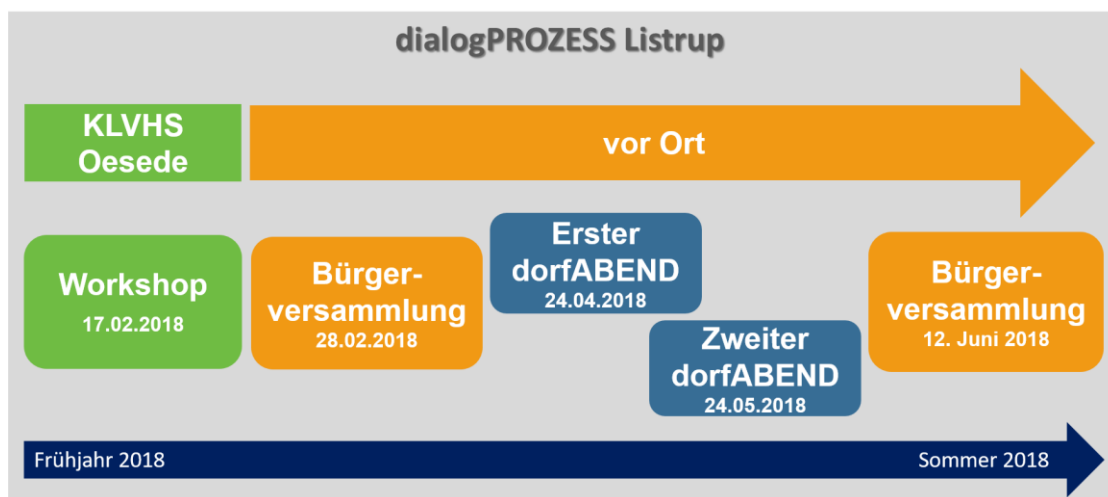 dialogPROZESS Listrup
KLVHS
Oesede
vor Ort
Workshop
17.02.2018
Bürger-
versammlung
28.02.2018
Erster
dorfABEND
24.04.2018
Zweiter
dorfABEND
24.05.2018
Bürger-
versammlung
12. Juni 2018
Frühjahr 2018
Sommer 2018